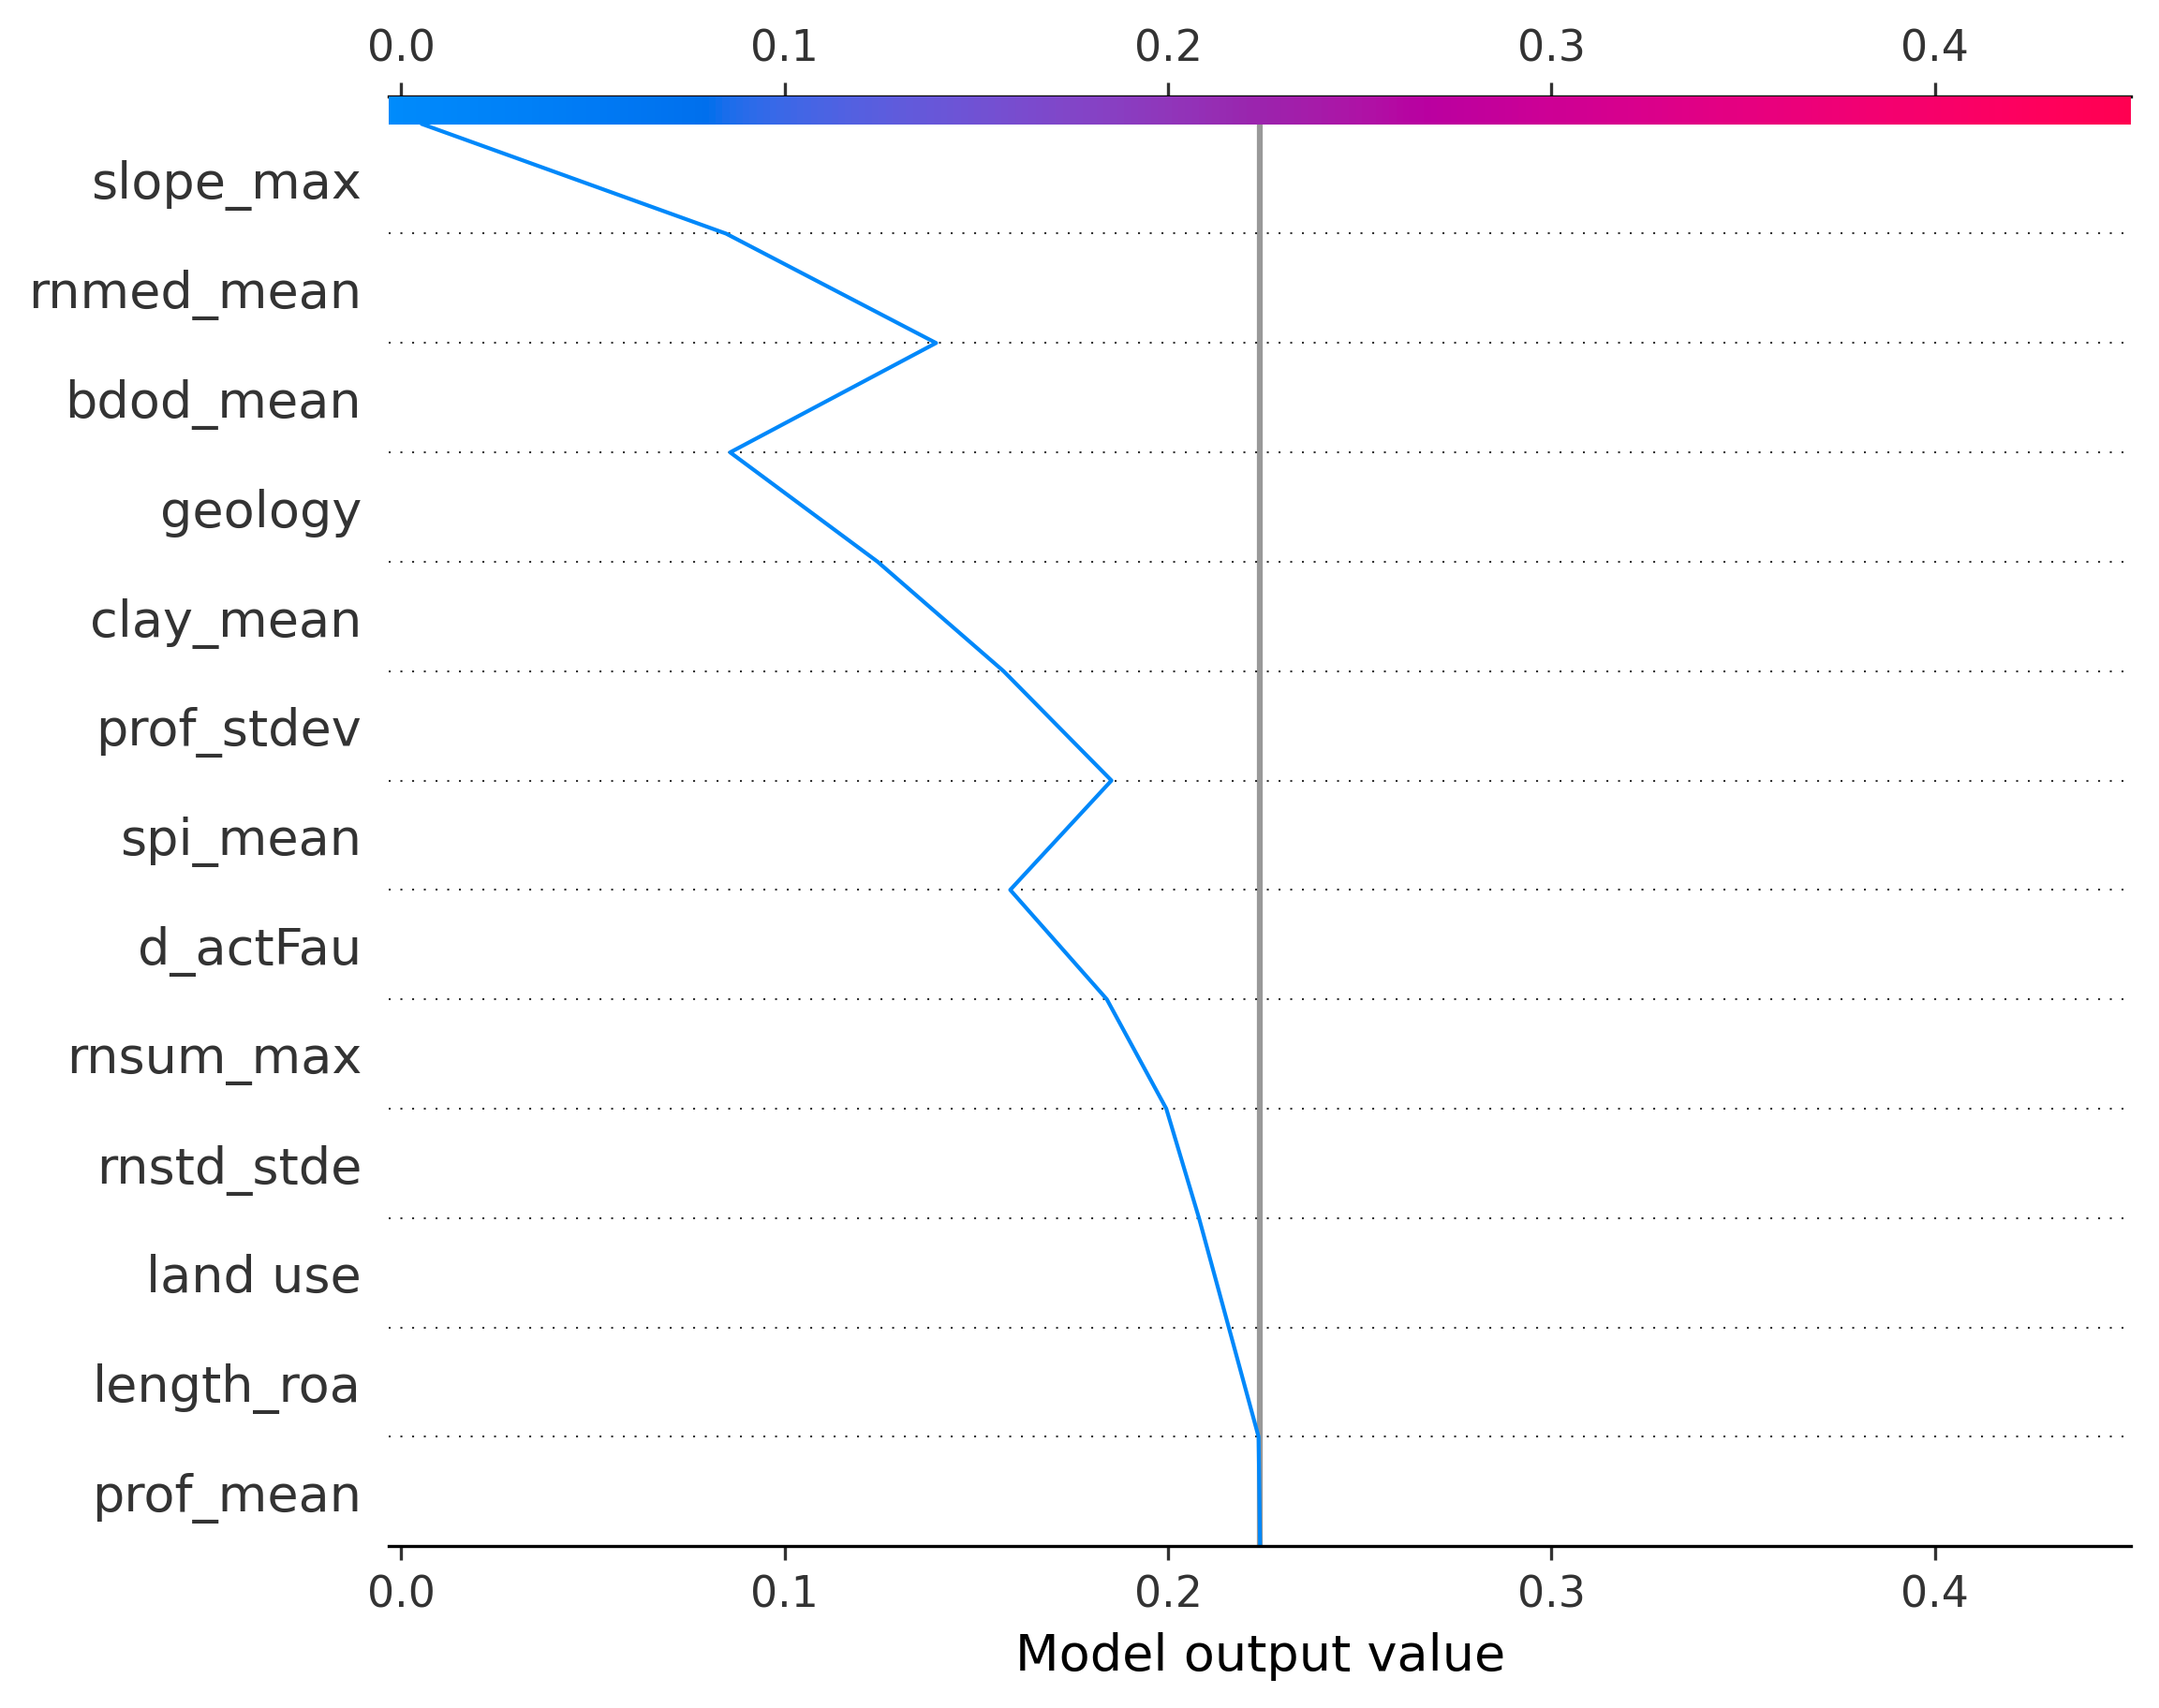 0.0 0.1 0.2 0.3 0.4
slope_max
rnmed_mean
bdod_mean
geology
clay_mean
prof_stdev
spi_mean
d_actFau
rnsum_max
rnstd_stde
land use
length_roa
prof_mean
0.0 0.1 0.2 0.3 0.4
Model output value